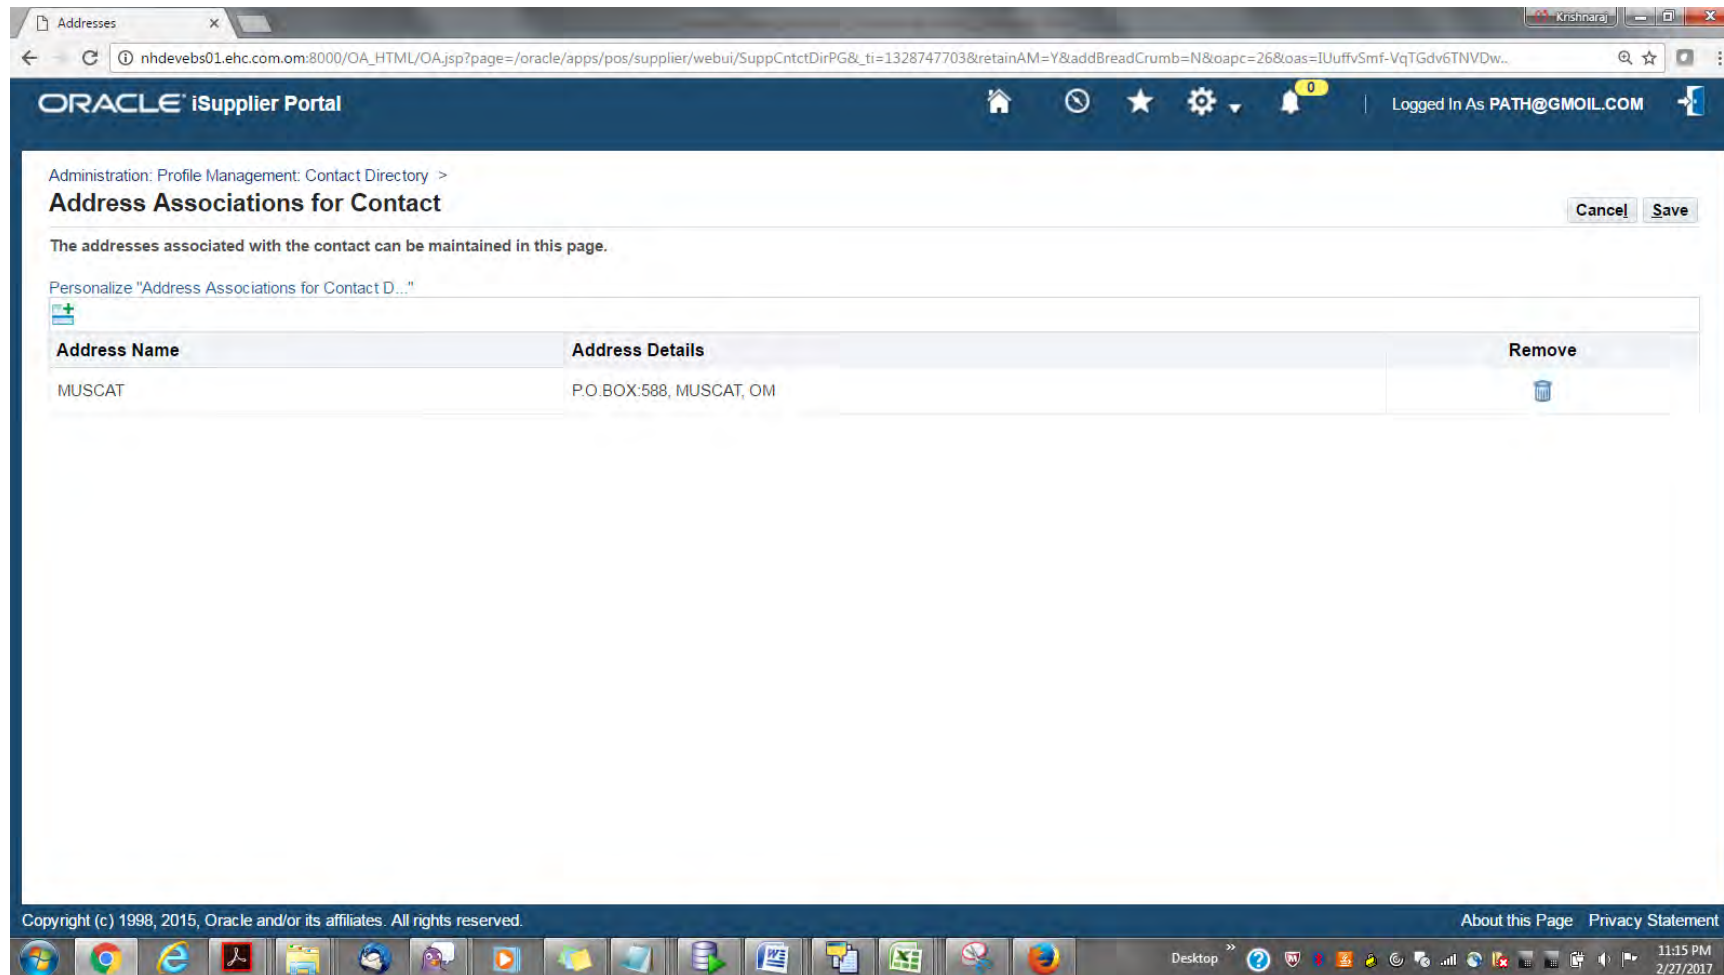 Addresses
Krishnaraj
nhdevebs01.ehc.com.om:8000/OA_HTML/OA.jsp?page=/oracle/apps/pos/supplier/webui/SuppCntctDirPG&_ti=1328747703&retainAM=Y&addBreadCrumb=N&oapc=26&oas=IUuffvSmf-VqTGdv6TNVDw..
ORACLE iSupplier Portal
0
Logged In As PATH@GMOIL.COM
Administration: Profile Management: Contact Directory >
Address Associations for Contact
Cancel Save
The addresses associated with the contact can be maintained in this page.
Personalize "Address Associations for Contact D..."
Address Name Address Details Remove
MUSCAT P.O.BOX:588, MUSCAT, OM
Copyright (c) 1998, 2015, Oracle and/or its affiliates. All rights reserved.
About this Page Privacy Statement
Desktop
11:15 PM
2/27/2017